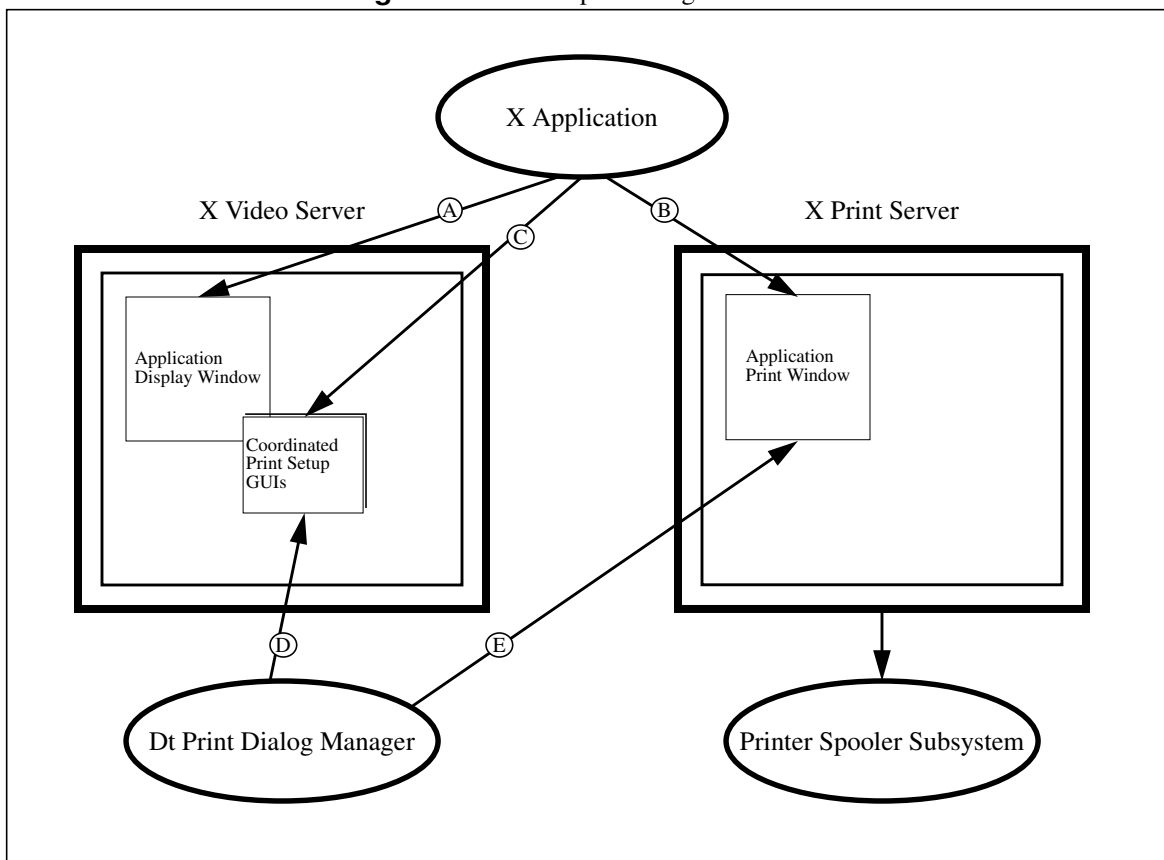 X Application
X Video Server
A
B
X Print Server
C
Application
Display Window
Application
Print Window
Coordinated
Print Setup
GUIs
D
E
Dt Print Dialog Manager
Printer Spooler Subsystem